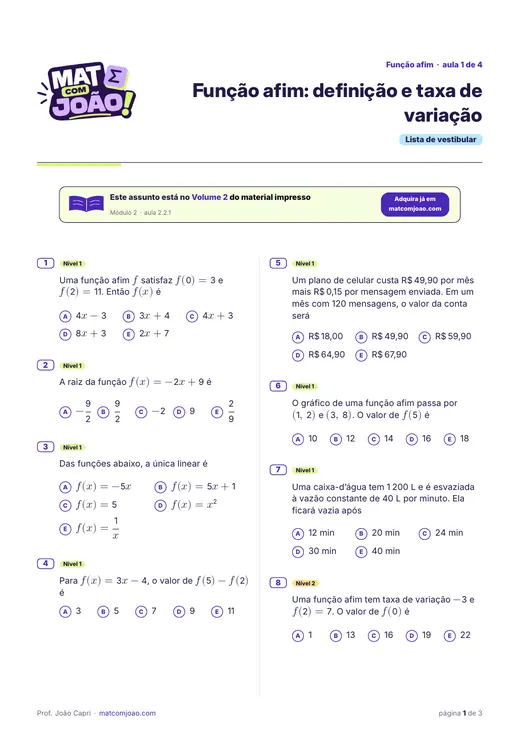 MAT Σ
COM
JOÃO!
Função afim · aula 1 de 4
Função afim: definição e taxa de
variação
Lista de vestibular
Este assunto está no Volume 2 do material impresso
Módulo 2 · aula 2.2.1
Adquira já em
matcomjoao.com
1 Nível 1
Uma função afim f satisfaz f(0) = 3 e
f(2) = 11. Então f(x) é
A 4x − 3 B 3x + 4 C 4x + 3
D 8x + 3 E 2x + 7
2 Nível 1
A raiz da função f(x) = −2x + 9 é
A −9/2 B 9/2 C −2 D 9 E 2/9
3 Nível 1
Das funções abaixo, a única linear é
A f(x) = −5x B f(x) = 5x + 1
C f(x) = 5 D f(x) = x²
E f(x) = 1/x
4 Nível 1
Para f(x) = 3x − 4, o valor de f(5) − f(2)
é
A 3 B 5 C 7 D 9 E 11
5 Nível 1
Um plano de celular custa R$ 49,90 por mês
mais R$ 0,15 por mensagem enviada. Em um
mês com 120 mensagens, o valor da conta
será
A R$ 18,00 B R$ 49,90 C R$ 59,90
D R$ 64,90 E R$ 67,90
6 Nível 1
O gráfico de uma função afim passa por
(1, 2) e (3, 8). O valor de f(5) é
A 10 B 12 C 14 D 16 E 18
7 Nível 1
Uma caixa-d'água tem 1 200 L e é esvaziada
à vazão constante de 40 L por minuto. Ela
ficará vazia após
A 12 min B 20 min C 24 min
D 30 min E 40 min
8 Nível 2
Uma função afim tem taxa de variação −3 e
f(2) = 7. O valor de f(0) é
A 1 B 13 C 16 D 19 E 22
Prof. João Capri · matcomjoao.com
página 1 de 3